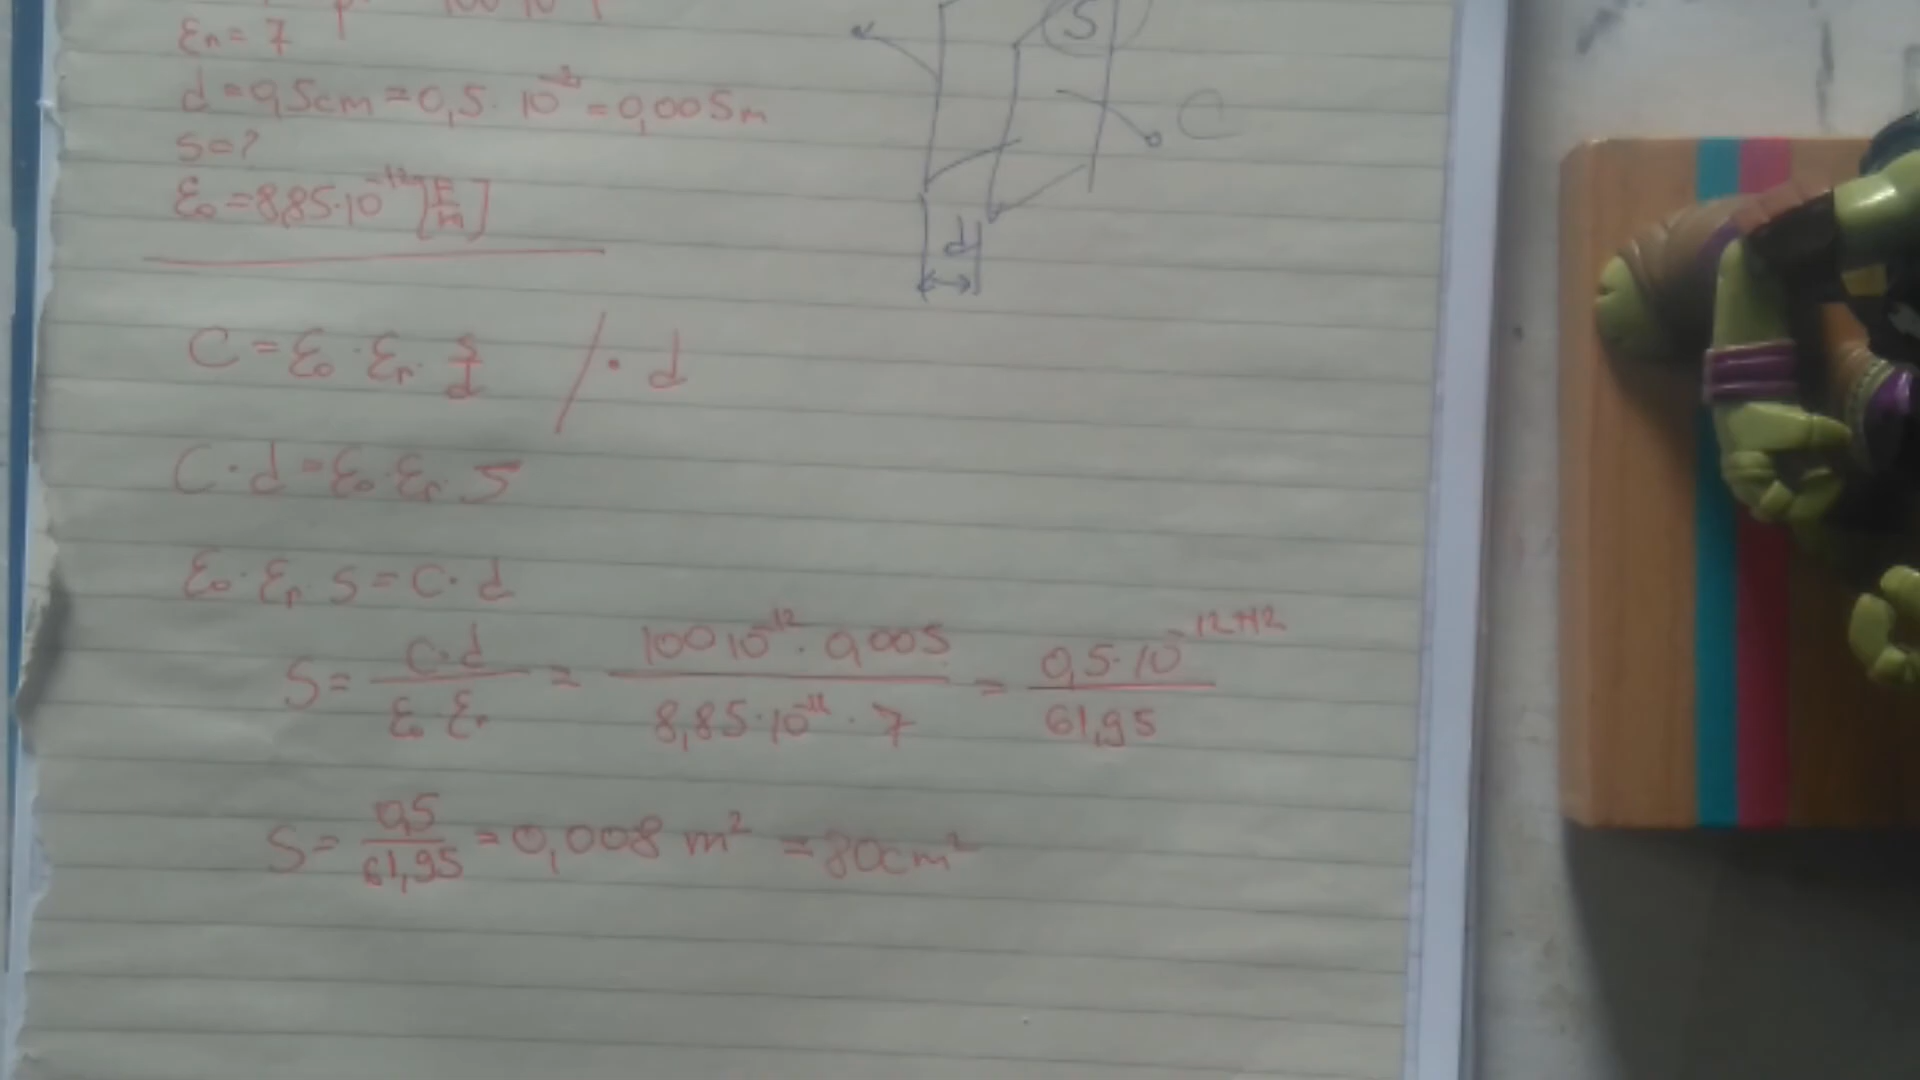 εr = 7
d = 0,5cm = 0,5 · 10⁻² = 0,005m
S = ?
ε₀ = 8,85 · 10⁻¹² [F/m]
S
C
d
C = ε₀ · εr · S/d / · d
C · d = ε₀ · εr · S
ε₀ · εr · S = C · d
S = C·d / ε₀ · εr = 100 10⁻¹² · 0,005 / 8,85 · 10⁻¹² · 7 = 0,5 · 10⁻¹²⁺¹² / 61,95
S = 0,5 / 61,95 = 0,008 m² = 80cm²